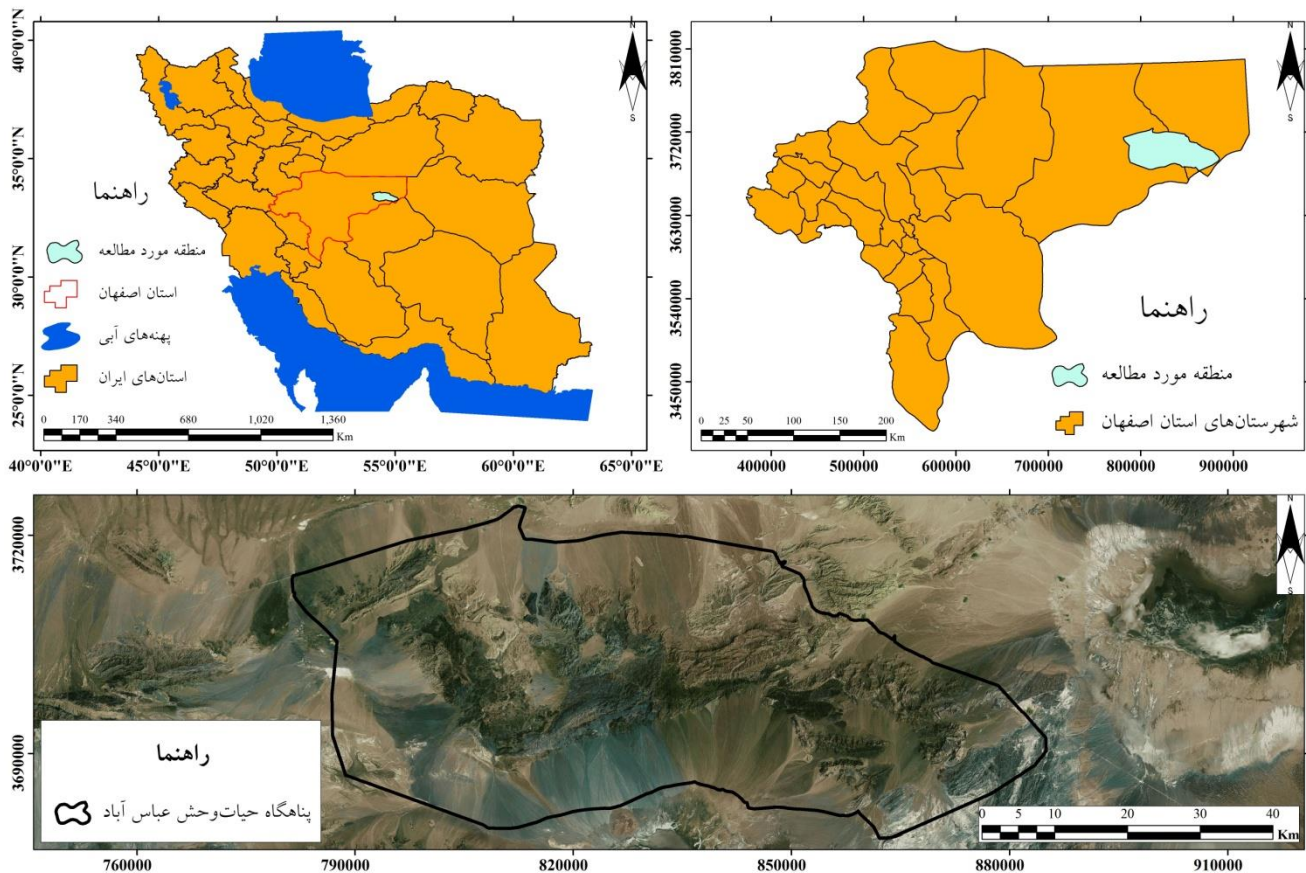 N
S
40°0'0"N
35°0'0"N
30°0'0"N
25°0'0"N
راهنما
منطقه مورد مطالعه
استان اصفهان
پهنه‌های آبی
استان‌های ایران
0 170 340 680 1,020 1,360
Km
40°0'0"E 45°0'0"E 50°0'0"E 55°0'0"E 60°0'0"E 65°0'0"E
N
S
3810000
3720000
3630000
3540000
3450000
راهنما
منطقه مورد مطالعه
شهرستان‌های استان اصفهان
0 25 50 100 150 200
Km
400000 500000 600000 700000 800000 900000
N
S
3720000
3690000
راهنما
پناهگاه حیات‌وحش عباس آباد
0 5 10 20 30 40
Km
760000 790000 820000 850000 880000 910000